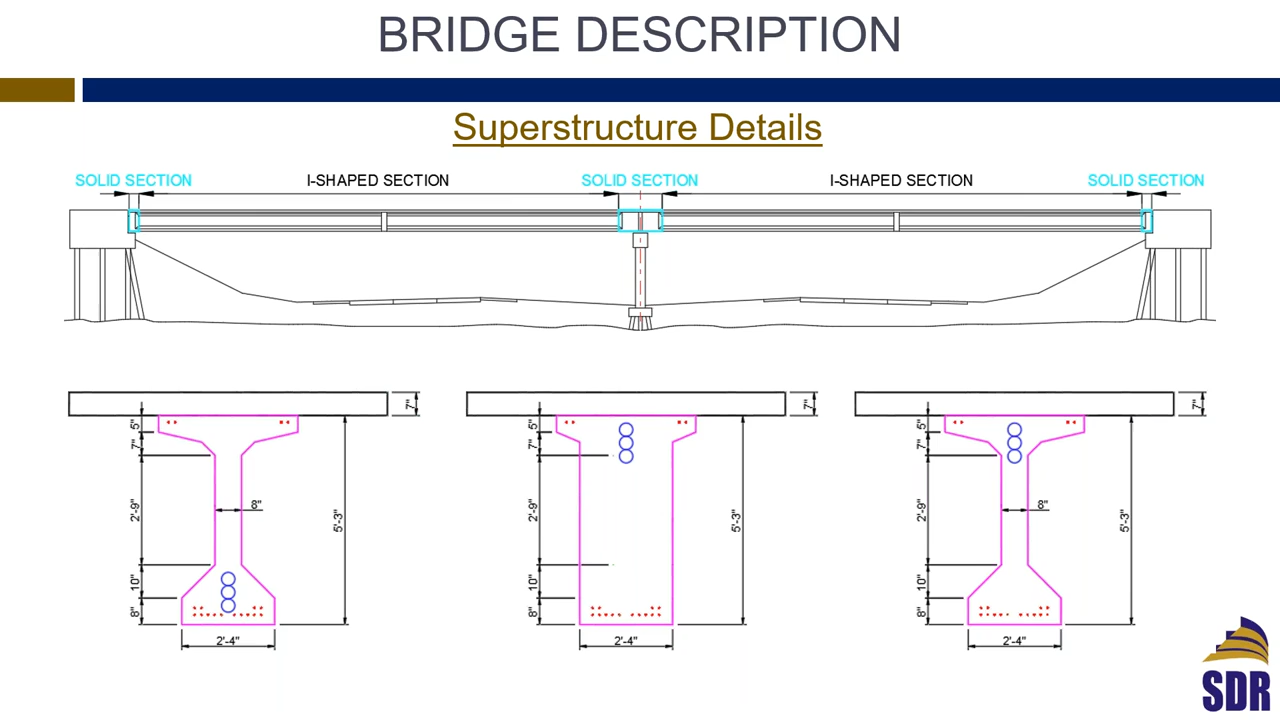 BRIDGE DESCRIPTION
Superstructure Details
SOLID SECTION I-SHAPED SECTION SOLID SECTION I-SHAPED SECTION SOLID SECTION
7" 7" 7"
5" 5" 5"
7" 7" 7"
2'-9" 8" 5'-3" 2'-9" 5'-3" 2'-9" 8" 5'-3"
10" 10" 10"
8" 8" 8"
2'-4" 2'-4" 2'-4"
SDR